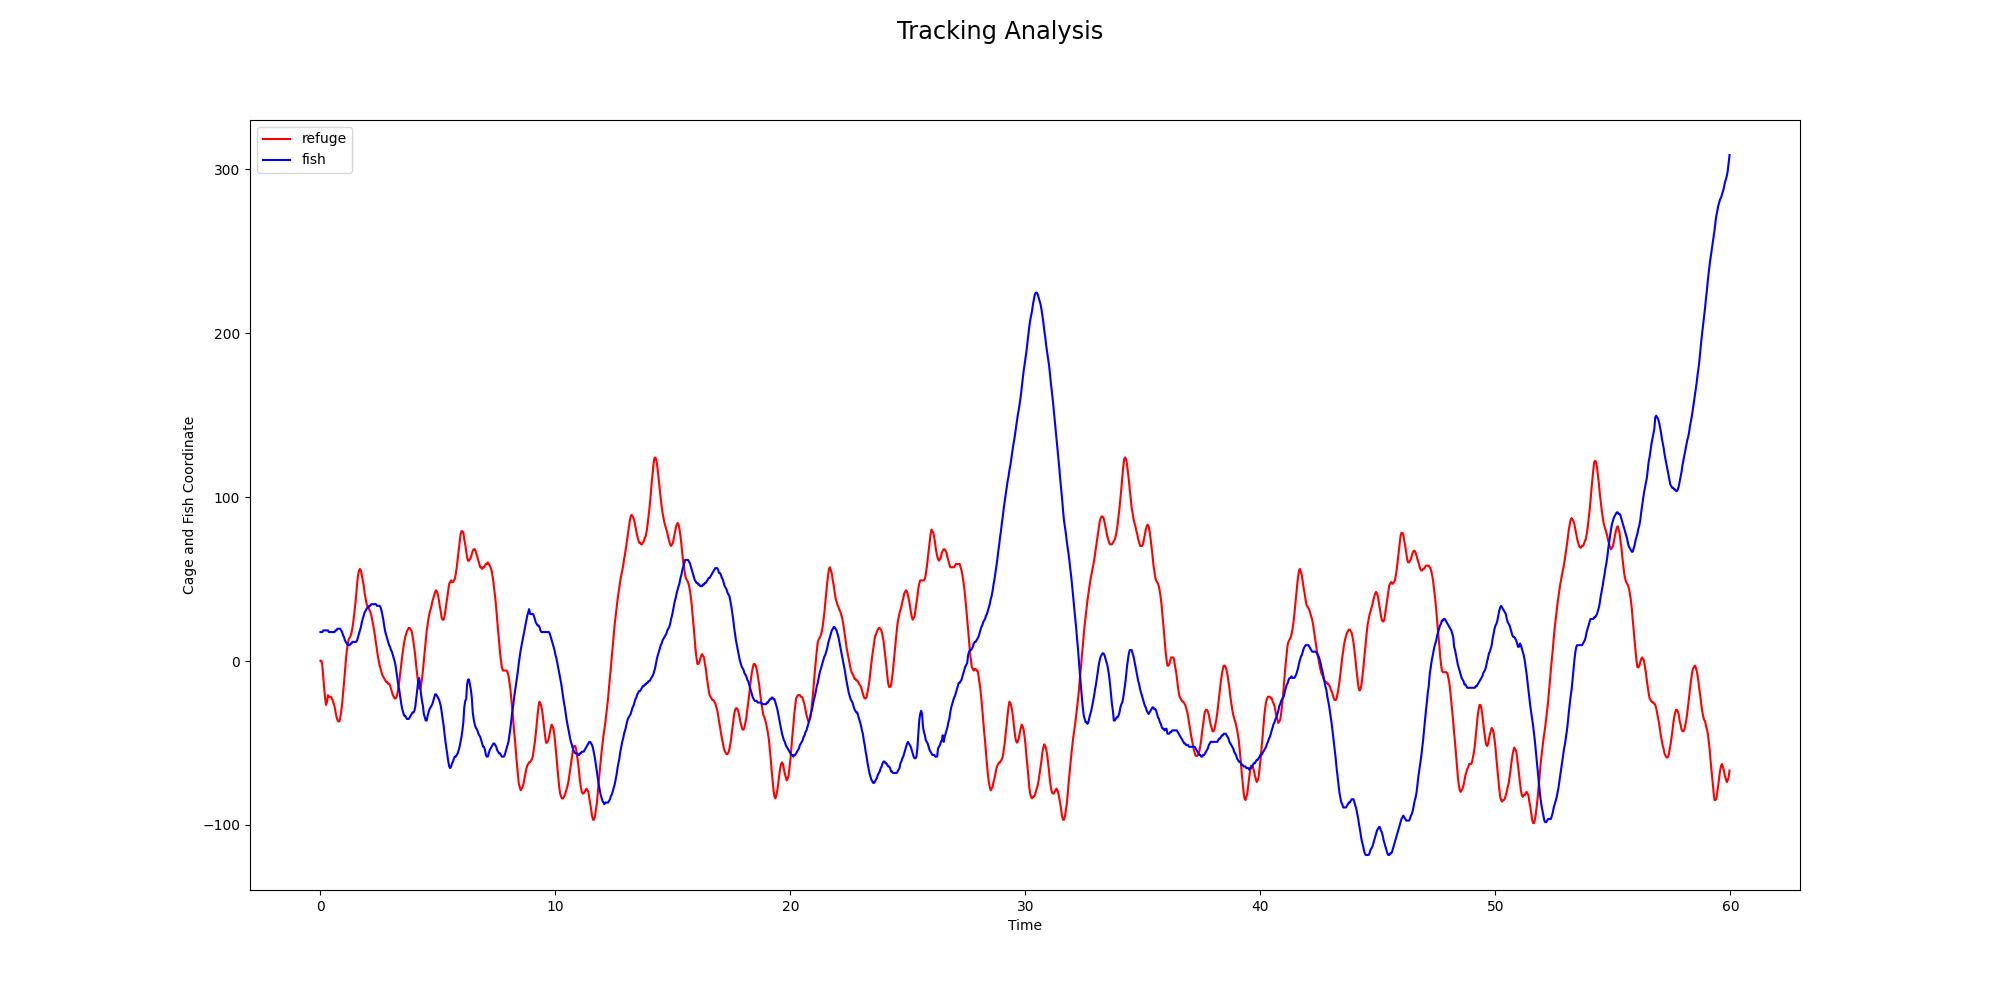 Tracking Analysis
refuge
fish
Cage and Fish Coordinate
300
200
100
0
−100
0 10 20 30 40 50 60
Time